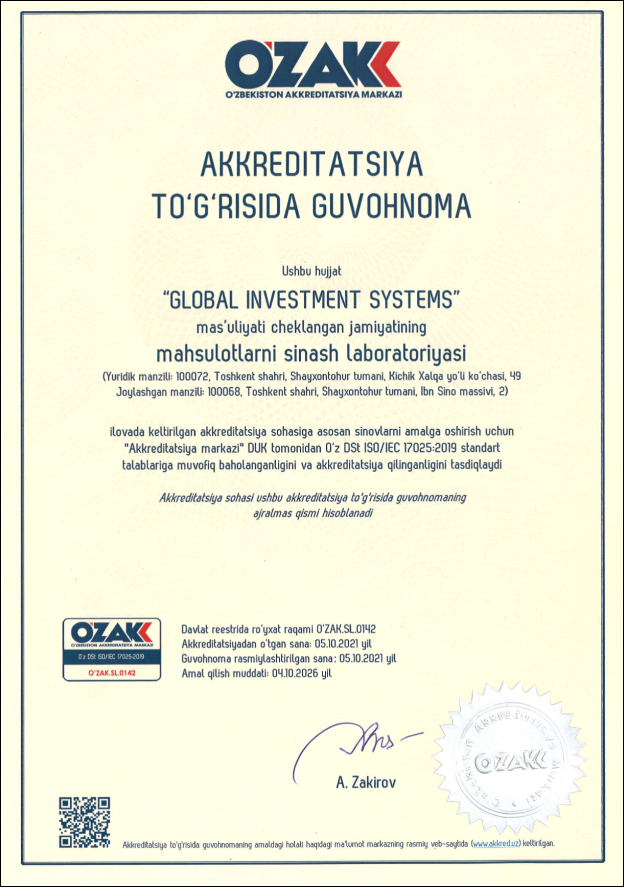 O'ZAKK
O'ZBEKISTON AKKREDITATSIYA MARKAZI
AKKREDITATSIYA
TO‘G‘RISIDA GUVOHNOMA
Ushbu hujjat
“GLOBAL INVESTMENT SYSTEMS”
mas’uliyati cheklangan jamiyatining
mahsulotlarni sinash laboratoriyasi
(Yuridik manzili: 100072, Toshkent shahri, Shayxontohur tumani, Kichik Xalqa yo‘li ko‘chasi, 49
Joylashgan manzili: 100068, Toshkent shahri, Shayxontohur tumani, Ibn Sino massivi, 2)
ilovada keltirilgan akkreditatsiya sohasiga asosan sinovlarni amalga oshirish uchun
"Akkreditatsiya markazi" DUK tomonidan O‘z DSt ISO/IEC 17025:2019 standart
talablariga muvofiq baholanganligini va akkreditatsiya qilinganligini tasdiqlaydi
Akkreditatsiya sohasi ushbu akkreditatsiya to‘g‘risida guvohnomaning
ajralmas qismi hisoblanadi
O'ZAKK
O'ZBEKISTON AKKREDITATSIYA MARKAZI
O‘z DSt ISO/IEC 17025:2019
O‘ZAK.SL.0142
Davlat reestrida ro‘yxat raqami O‘ZAK.SL.0142
Akkreditatsiyadan o‘tgan sana: 05.10.2021 yil
Guvohnoma rasmiylashtirilgan sana: 05.10.2021 yil
Amal qilish muddati: 04.10.2026 yil
A. Zakirov
O'ZAKK
Akkreditatsiya to‘g‘risida guvohnomaning amaldagi holati haqidagi ma’lumot markazning rasmiy veb-saytida (www.akkred.uz) keltirilgan.